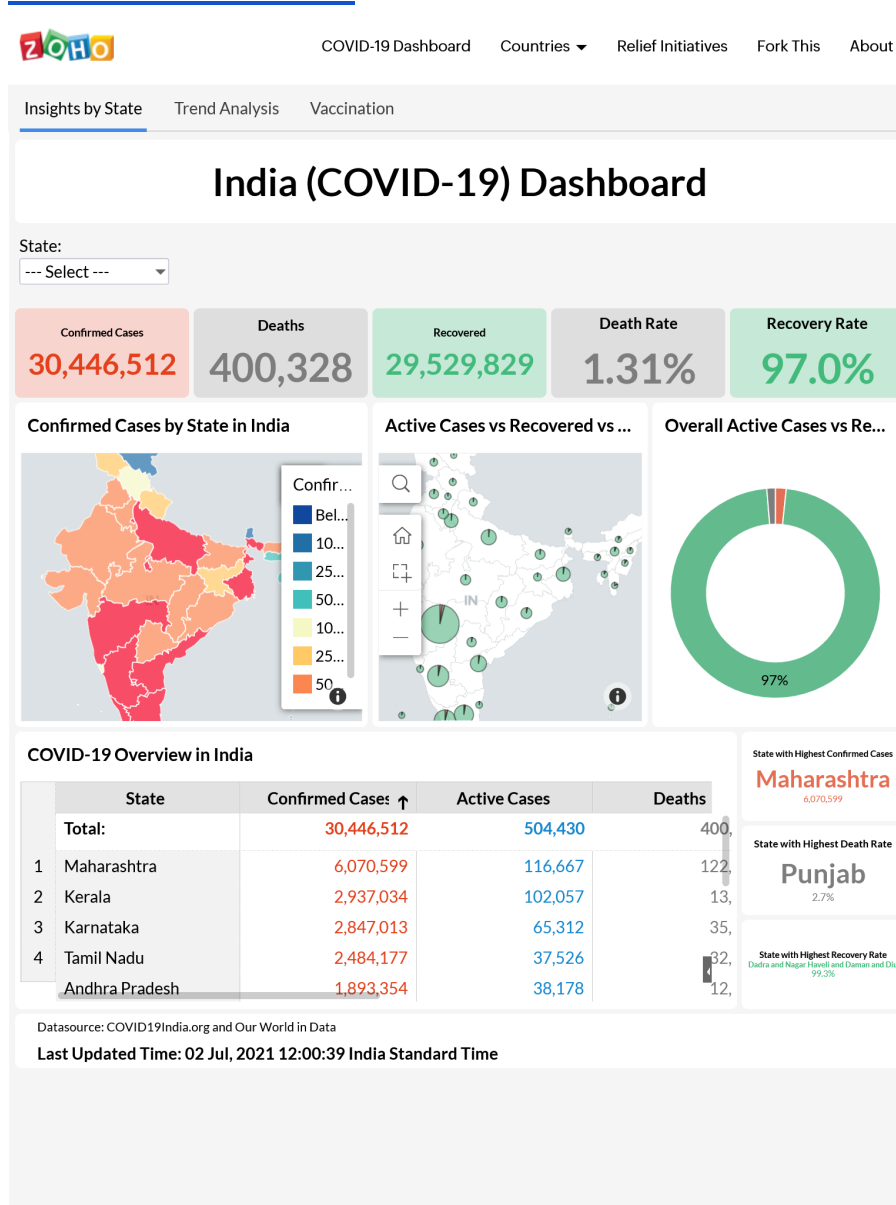 ZOHO
COVID-19 Dashboard Countries Relief Initiatives Fork This About
Insights by State Trend Analysis Vaccination
India (COVID-19) Dashboard
State:
--- Select ---
Confirmed Cases
30,446,512
Deaths
400,328
Recovered
29,529,829
Death Rate
1.31%
Recovery Rate
97.0%
Confirmed Cases by State in India
IN
Confir...
Bel...
10...
25...
50...
10...
25...
50
Active Cases vs Recovered vs ...
IN
Overall Active Cases vs Re...
97%
COVID-19 Overview in India
State Confirmed Cases Active Cases Deaths
Total: 30,446,512 504,430 400,
1 Maharashtra 6,070,599 116,667 122,
2 Kerala 2,937,034 102,057 13,
3 Karnataka 2,847,013 65,312 35,
4 Tamil Nadu 2,484,177 37,526 32,
Andhra Pradesh 1,893,354 38,178 12,
State with Highest Confirmed Cases
Maharashtra
6,070,599
State with Highest Death Rate
Punjab
2.7%
State with Highest Recovery Rate
Dadra and Nagar Haveli and Daman and Diu
99.3%
Datasource: COVID19India.org and Our World in Data
Last Updated Time: 02 Jul, 2021 12:00:39 India Standard Time